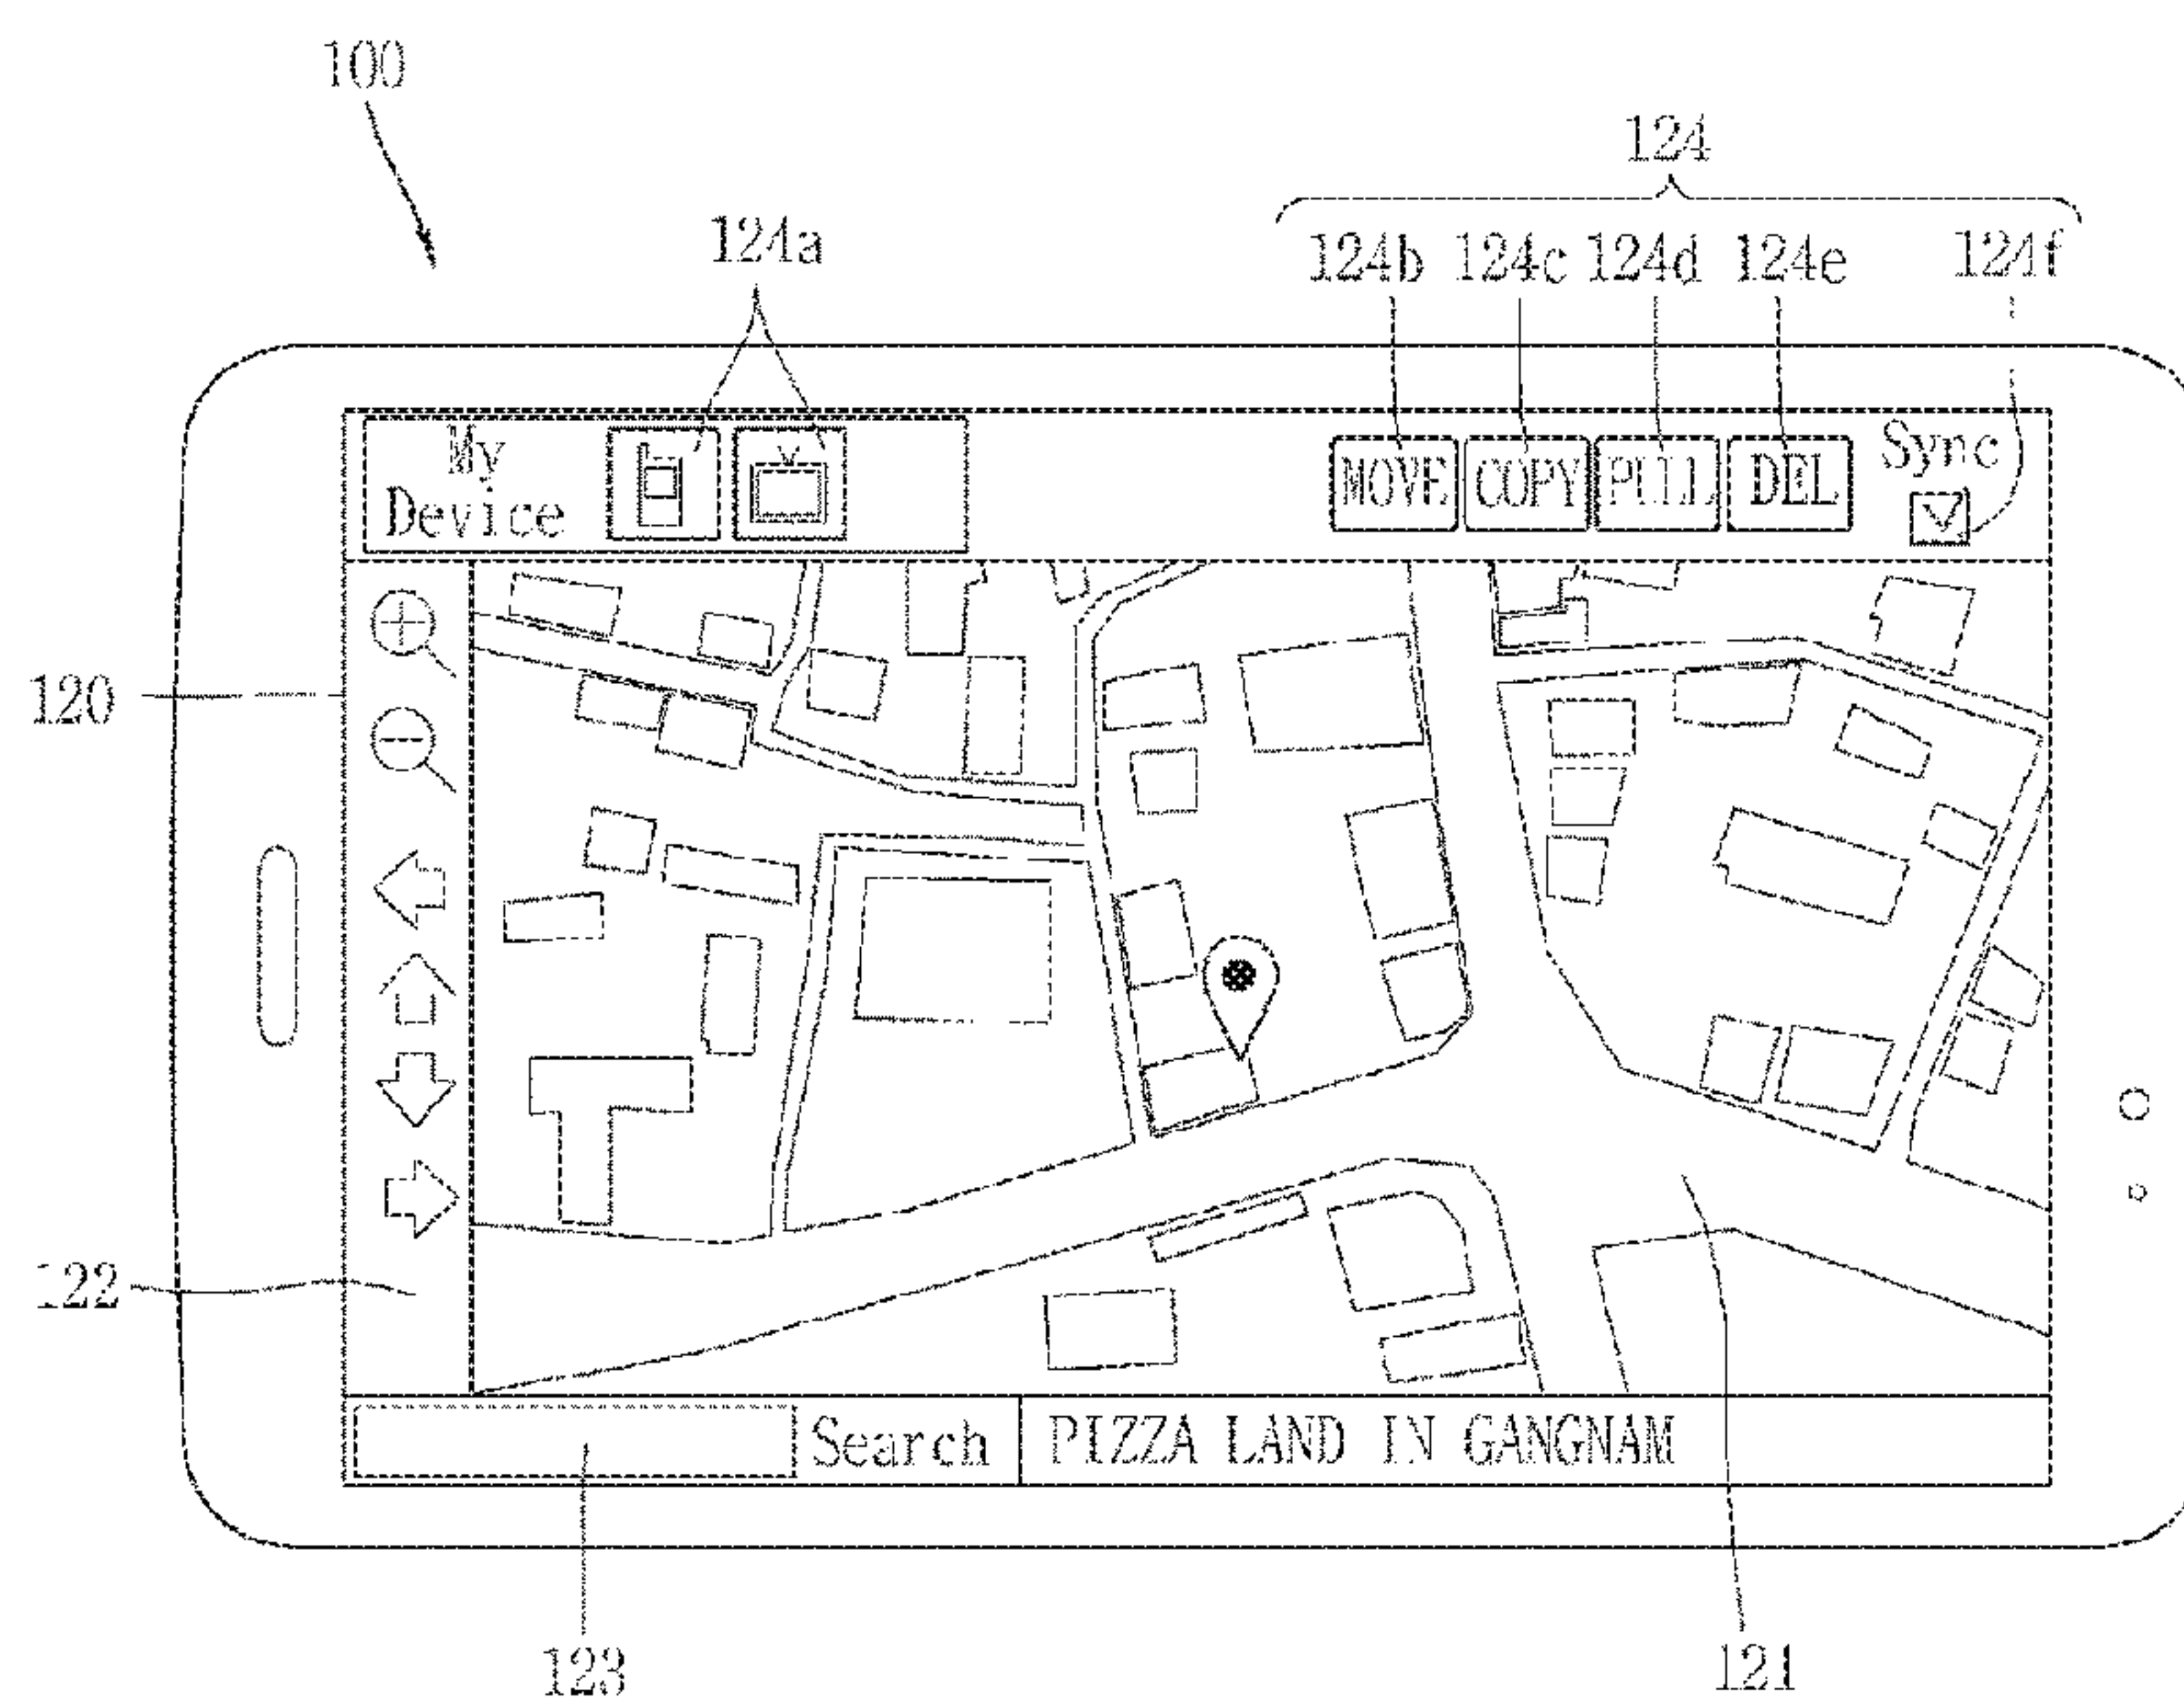 100
124
124a
124b 124c 124d 124e 124f
My
Device
MOVE COPY PULL DEL
Sync
120
122
Search
PIZZA LAND IN GANGNAM
123
121